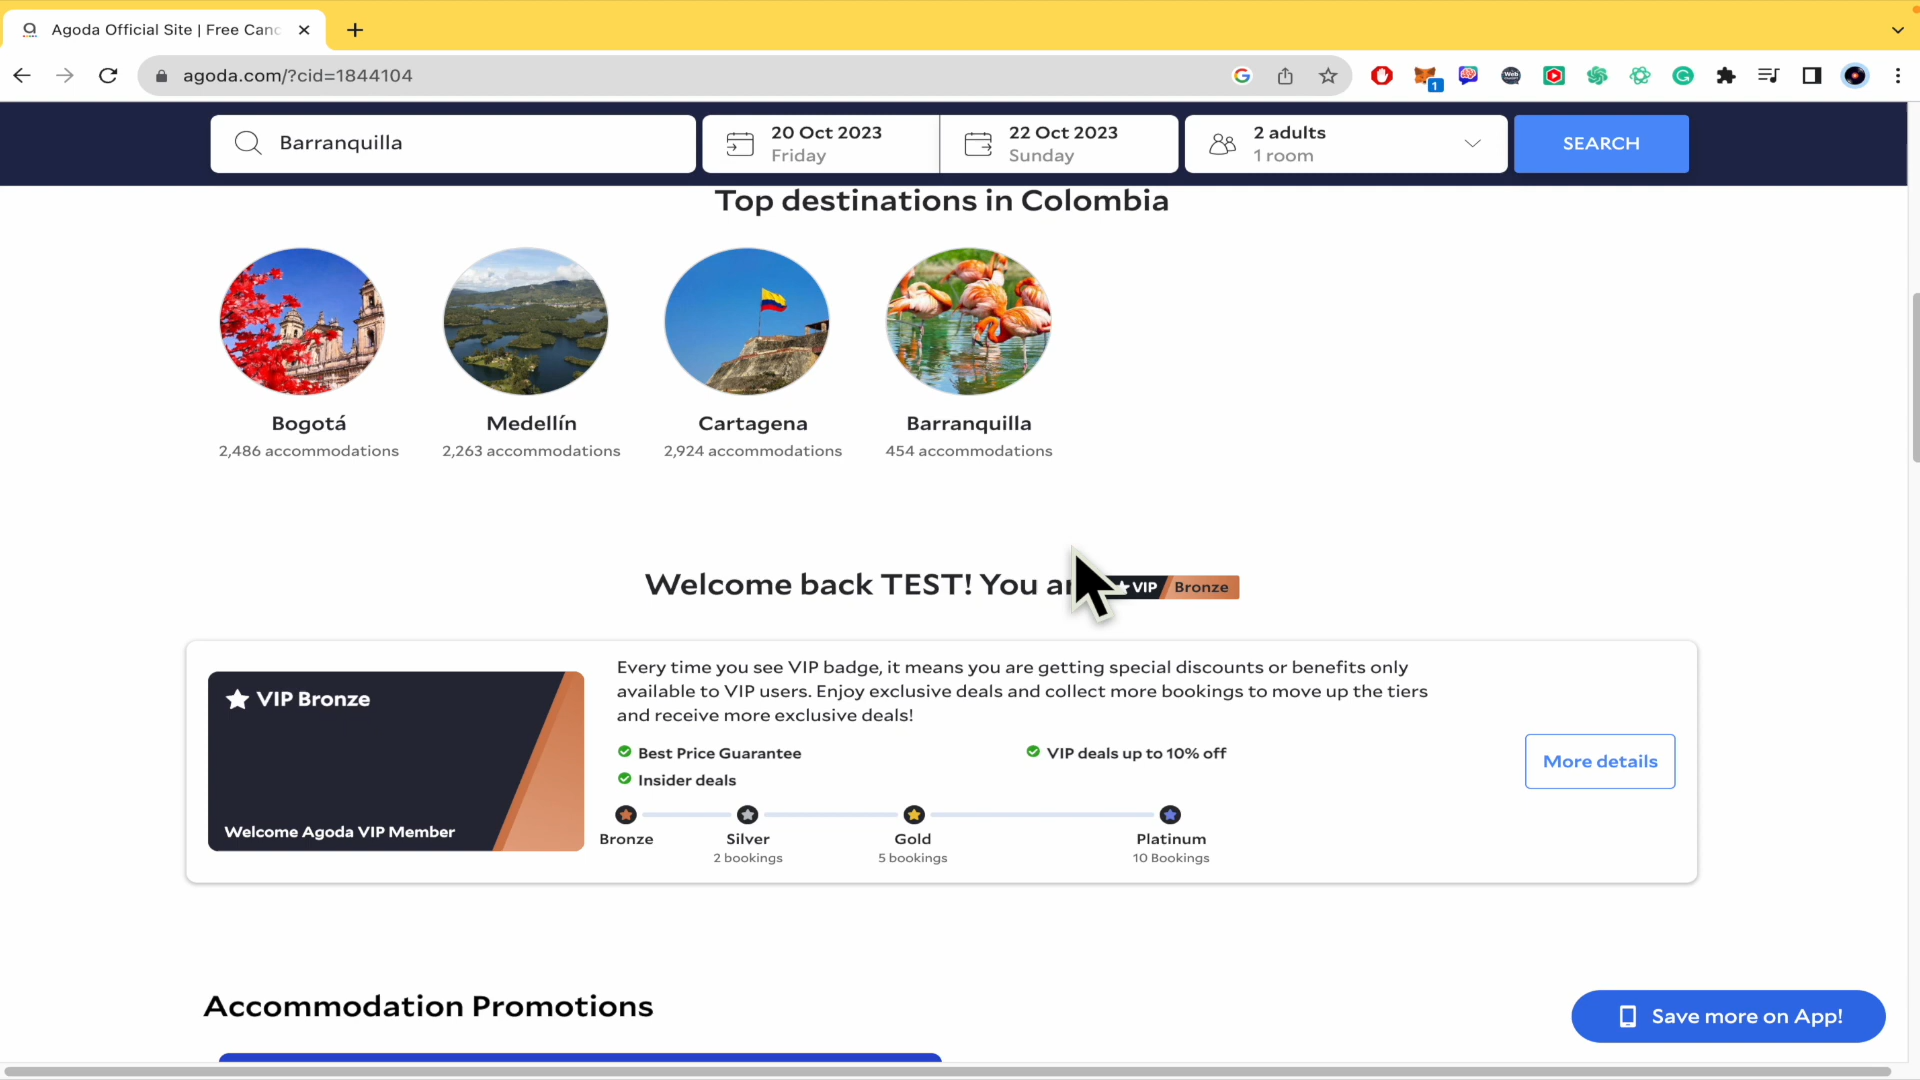 Agoda Official Site | Free Canc
agoda.com/?cid=1844104
1
Barranquilla
20 Oct 2023
Friday
22 Oct 2023
Sunday
2 adults
1 room
SEARCH
Top destinations in Colombia
Bogotá
2,486 accommodations
Medellín
2,263 accommodations
Cartagena
2,924 accommodations
Barranquilla
454 accommodations
Welcome back TEST! You ar VIP Bronze
VIP Bronze
Welcome Agoda VIP Member
Every time you see VIP badge, it means you are getting special discounts or benefits only
available to VIP users. Enjoy exclusive deals and collect more bookings to move up the tiers
and receive more exclusive deals!
Best Price Guarantee
VIP deals up to 10% off
Insider deals
Bronze
Silver
2 bookings
Gold
5 bookings
Platinum
10 Bookings
More details
Accommodation Promotions
Save more on App!